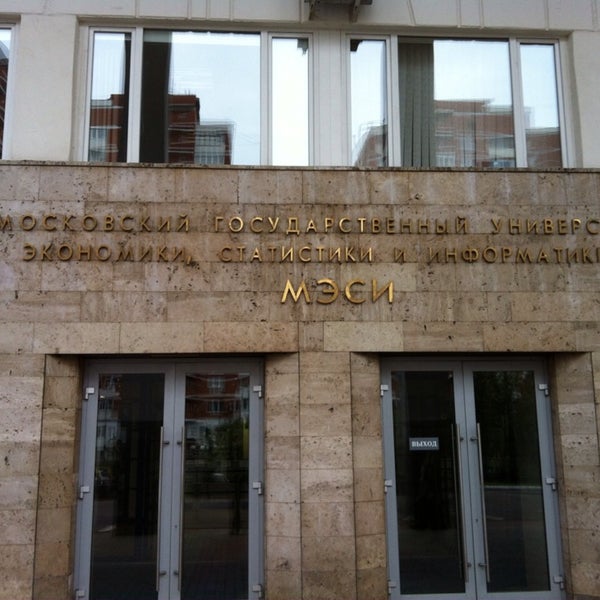 МОСКОВСКИЙ ГОСУДАРСТВЕННЫЙ УНИВЕРС
ЭКОНОМИКИ, СТАТИСТИКИ И ИНФОРМАТИК
МЭСИ
ВЫХОД